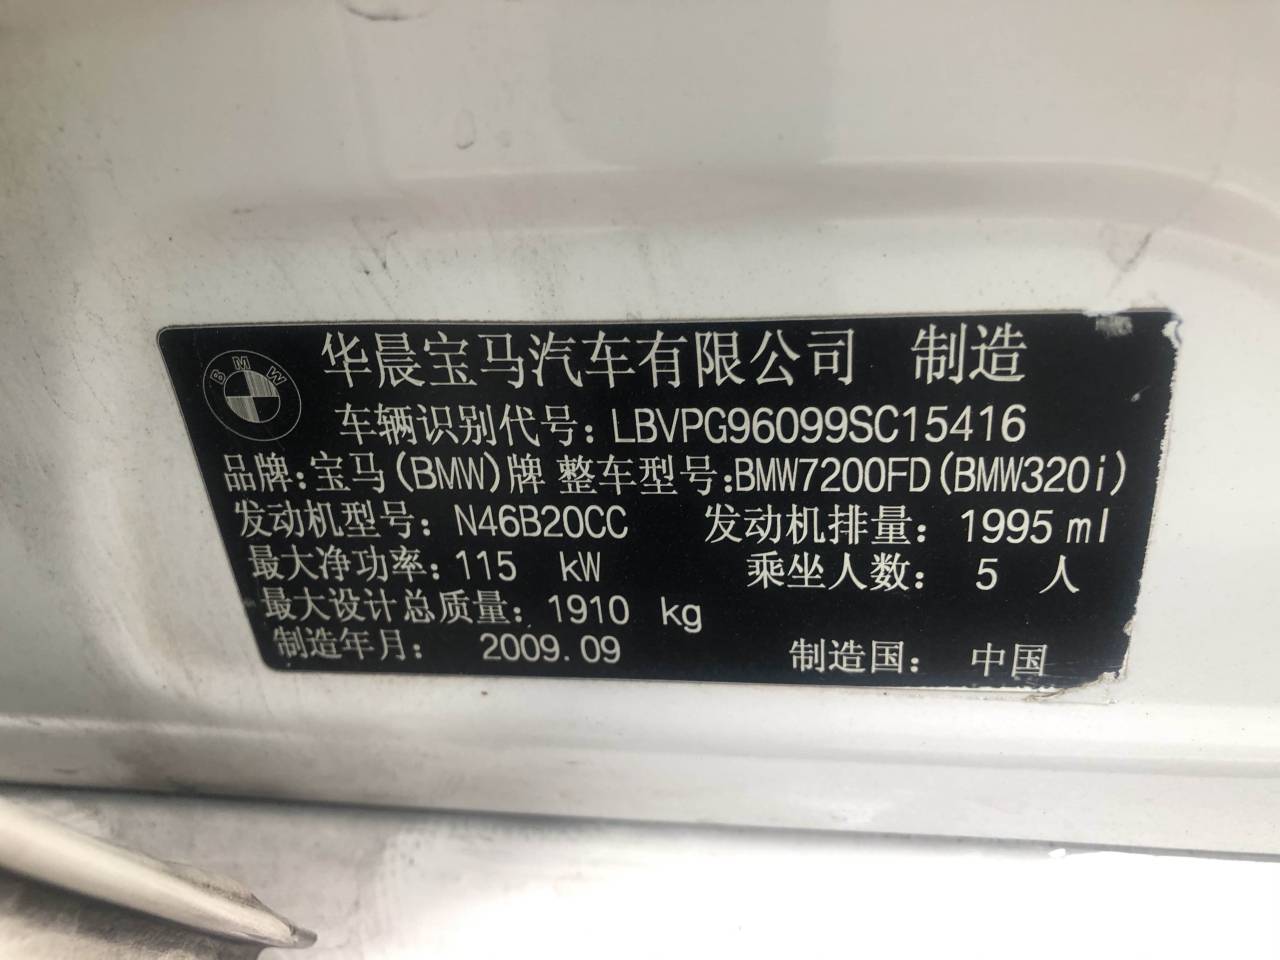 BMW
华晨宝马汽车有限公司 制造
车辆识别代号: LBVPG96099SC15416
品牌: 宝马(BMW)牌 整车型号: BMW7200FD(BMW320i)
发动机型号: N46B20CC 发动机排量: 1995 ml
最大净功率: 115 kW 乘坐人数: 5 人
最大设计总质量: 1910 kg
制造年月: 2009.09 制造国: 中国